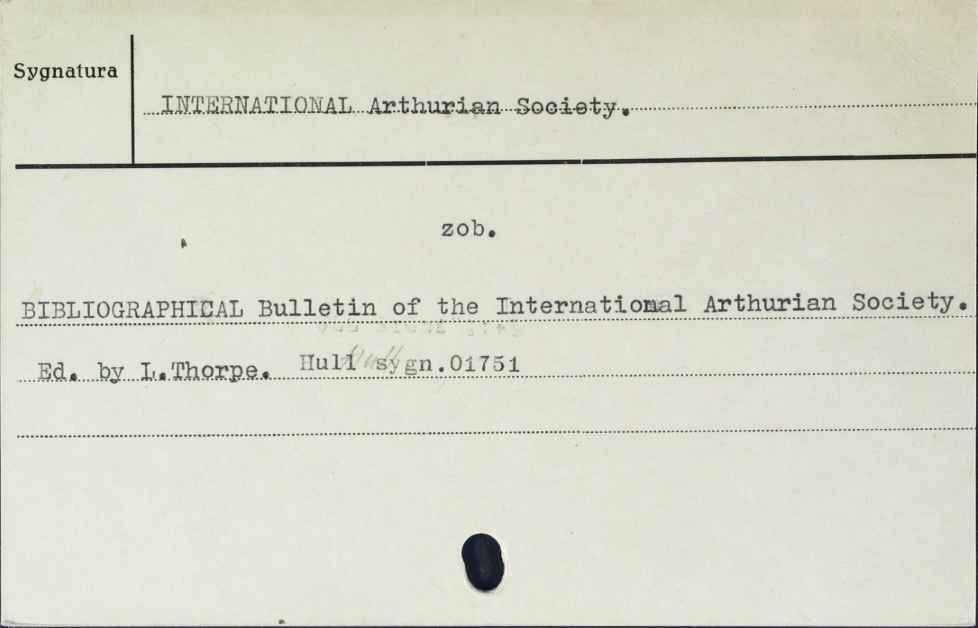 Sygnatura
INTERNATIONAL Arthurian Society.
zob.
BIBLIOGRAPHICAL Bulletin of the International Arthurian Society.
Ed. by L.Thorpe. Hull sygn.01751